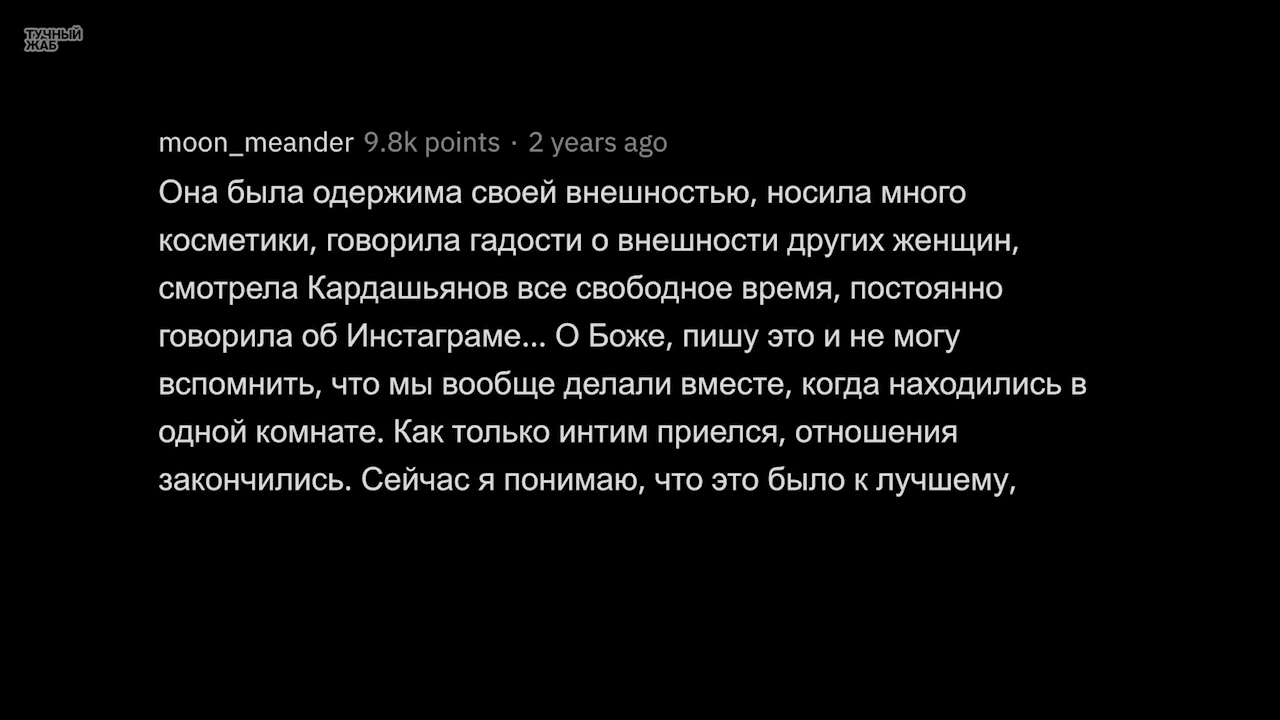 ТУЧНЫЙ
ЖАБ
moon_meander 9.8k points · 2 years ago
Она была одержима своей внешностью, носила много
косметики, говорила гадости о внешности других женщин,
смотрела Кардашьянов все свободное время, постоянно
говорила об Инстаграме... О Боже, пишу это и не могу
вспомнить, что мы вообще делали вместе, когда находились в
одной комнате. Как только интим приелся, отношения
закончились. Сейчас я понимаю, что это было к лучшему,